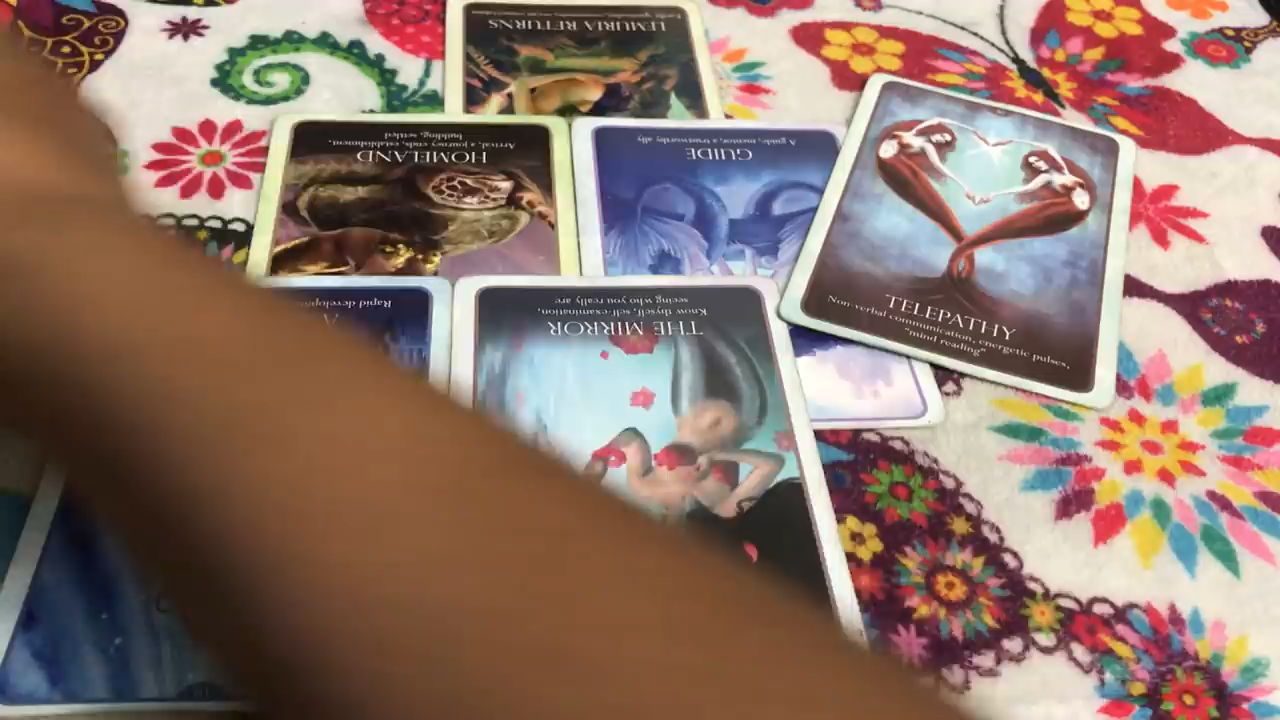 LEMURIA RETURNS
HOMELAND
Arrival, a journey ends, establishment,
building, settled
GUIDE
A guide, mentor, a trustworthy ally
TELEPATHY
Non-verbal communication, energetic pulses,
"mind reading"
Rapid
THE MIRROR
Know thyself, self-examination,
seeing who you really are